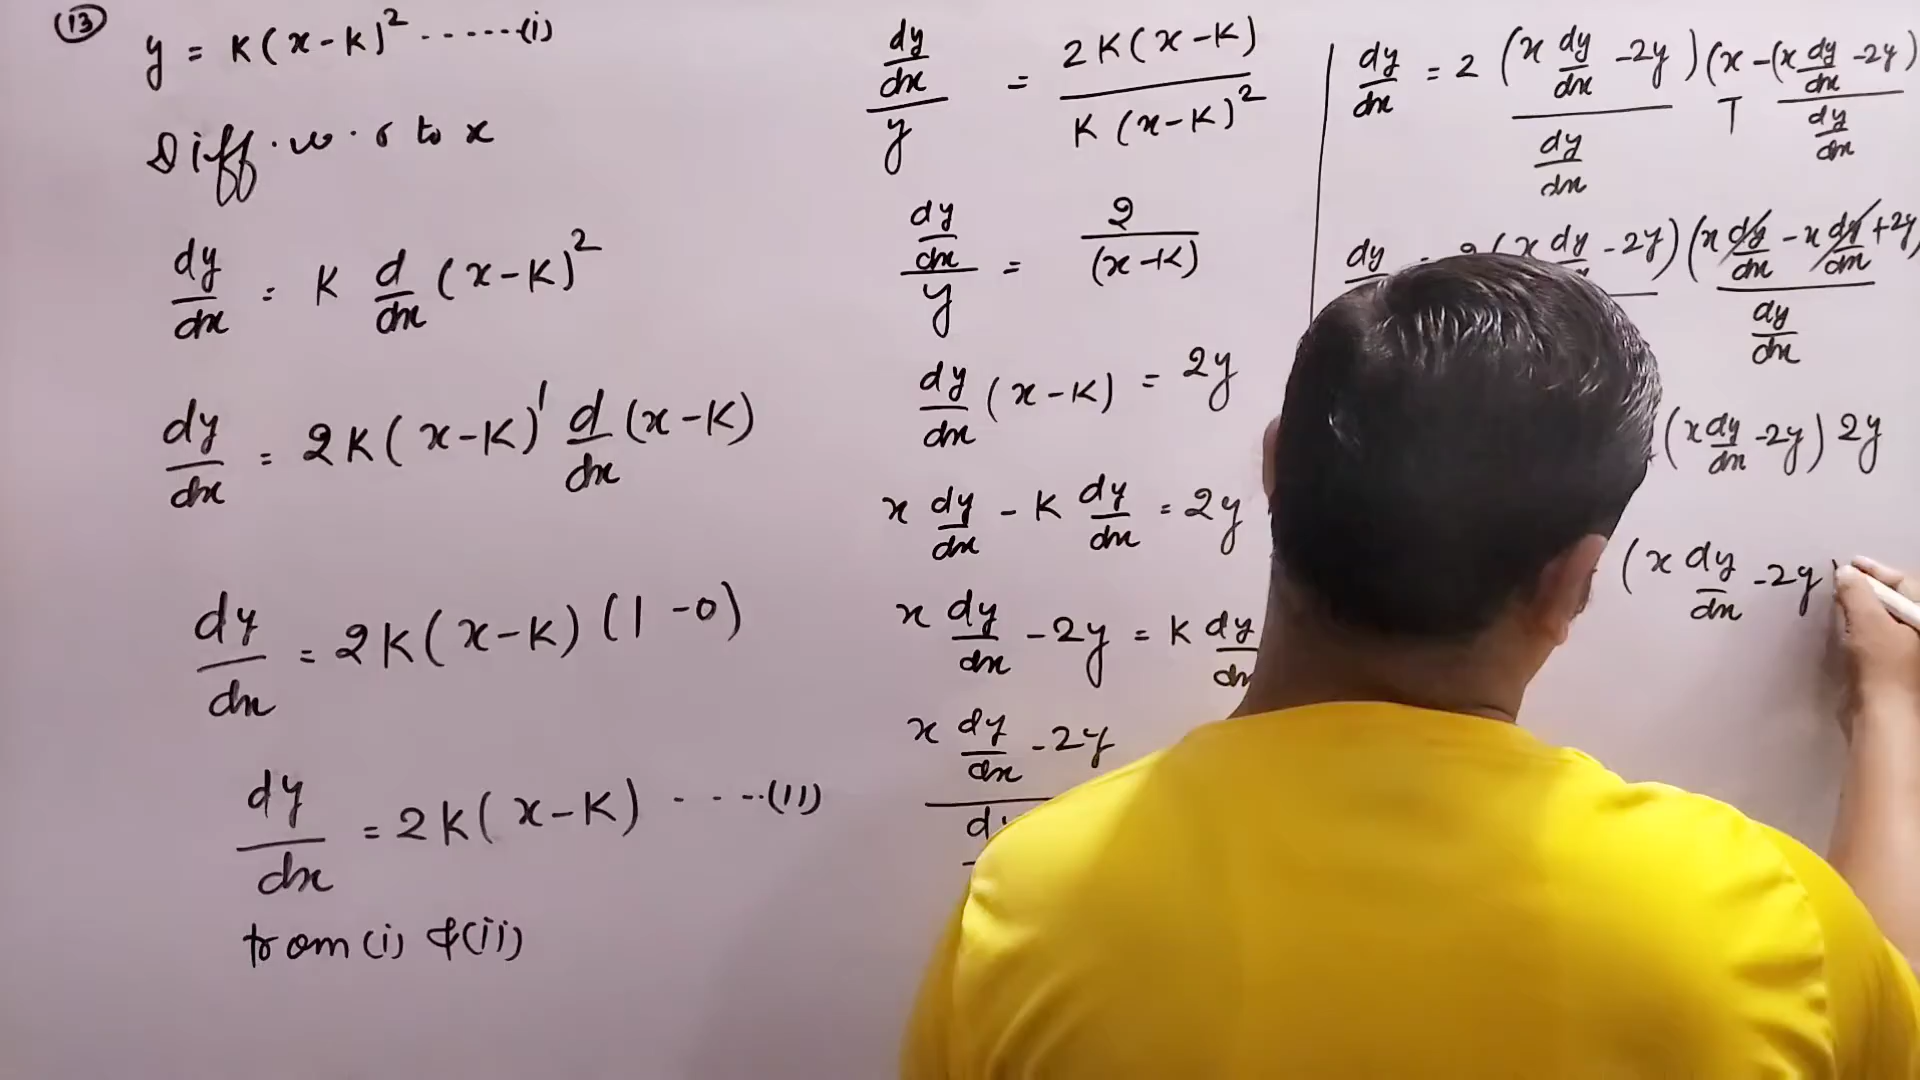 (13) y = K(x-K)² ······(i)
Diff. w. r to x
dy/dx = K d/dx (x-K)²
dy/dx = 2K(x-K)¹ d/dx (x-K)
dy/dx = 2K(x-K)(1-0)
dy/dx = 2K(x-K) ·····(ii)
from (i) &(ii)
dy/dx / y = 2K(x-K) / K(x-K)²
dy/dx / y = 2 / (x-K)
dy/dx (x-K) = 2y
x dy/dx - K dy/dx = 2y
x dy/dx - 2y = K dy/dx
x dy/dx - 2y
dy/dx = 2 (x dy/dx - 2y) / dy/dx (x - (x dy/dx - 2y) / dy/dx
dy = 2(x dy - 2y) (x dy/dx - x dy/dx + 2y) / dy/dx
(x dy/dx - 2y) 2y
(x dy/dx - 2y